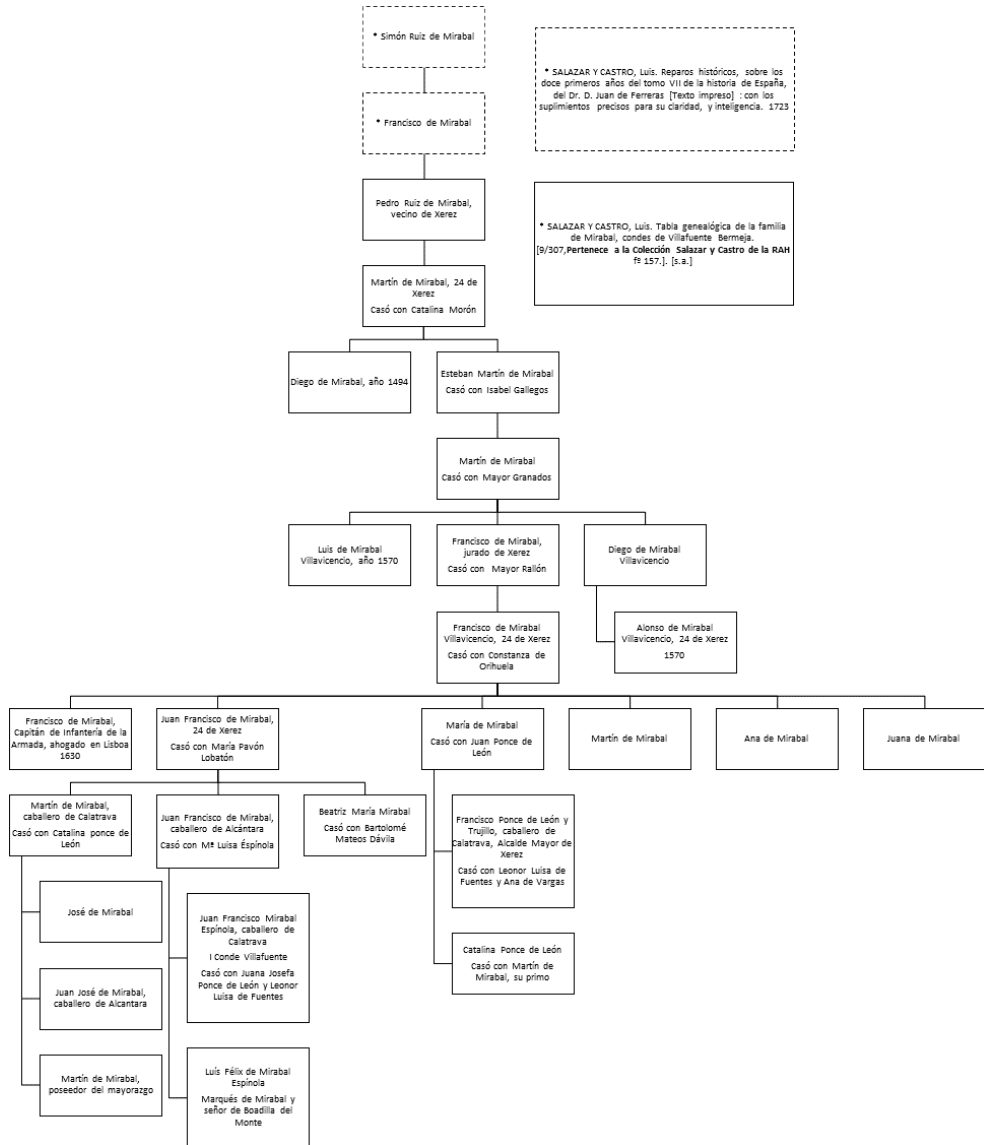 * Simón Ruiz de Mirabal
* SALAZAR Y CASTRO, Luis. Reparos históricos, sobre los
doce primeros años del tomo VII de la historia de España,
del Dr. D. Juan de Ferreras [Texto impreso] : con los
suplimientos precisos para su claridad, y inteligencia. 1723
* Francisco de Mirabal
Pedro Ruiz de Mirabal,
vecino de Xerez
* SALAZAR Y CASTRO, Luis. Tabla genealógica de la familia
de Mirabal, condes de Villafuente Bermeja.
[9/307,Pertenece a la Colección Salazar y Castro de la RAH
fº 157.]. [s.a.]
Martín de Mirabal, 24 de
Xerez
Casó con Catalina Morón
Diego de Mirabal, año 1494
Esteban Martín de Mirabal
Casó con Isabel Gallegos
Martín de Mirabal
Casó con Mayor Granados
Luis de Mirabal
Villavicencio, año 1570
Francisco de Mirabal,
jurado de Xerez
Casó con Mayor Rallón
Diego de Mirabal
Villavicencio
Francisco de Mirabal
Villavicencio, 24 de Xerez
Casó con Constanza de
Orihuela
Alonso de Mirabal
Villavicencio, 24 de Xerez
1570
Francisco de Mirabal,
Capitán de Infantería de la
Armada, ahogado en Lisboa
1630
Juan Francisco de Mirabal,
24 de Xerez
Casó con María Pavón
Lobatón
María de Mirabal
Casó con Juan Ponce de
León
Martín de Mirabal
Ana de Mirabal
Juana de Mirabal
Martín de Mirabal,
caballero de Calatrava
Casó con Catalina ponce de
León
Juan Francisco de Mirabal,
caballero de Alcántara
Casó con Mª Luisa Éspínola
Beatriz María Mirabal
Casó con Bartolomé
Mateos Dávila
Francisco Ponce de León y
Trujillo, caballero de
Calatrava, Alcalde Mayor de
Xerez
Casó con Leonor Luisa de
Fuentes y Ana de Vargas
José de Mirabal
Juan Francisco Mirabal
Espínola, caballero de
Calatrava
I Conde Villafuente
Casó con Juana Josefa
Ponce de León y Leonor
Luisa de Fuentes
Catalina Ponce de León
Casó con Martín de
Mirabal, su primo
Juan José de Mirabal,
caballero de Alcantara
Martín de Mirabal,
poseedor del mayorazgo
Luís Félix de Mirabal
Espínola
Marqués de Mirabal y
señor de Boadilla del
Monte